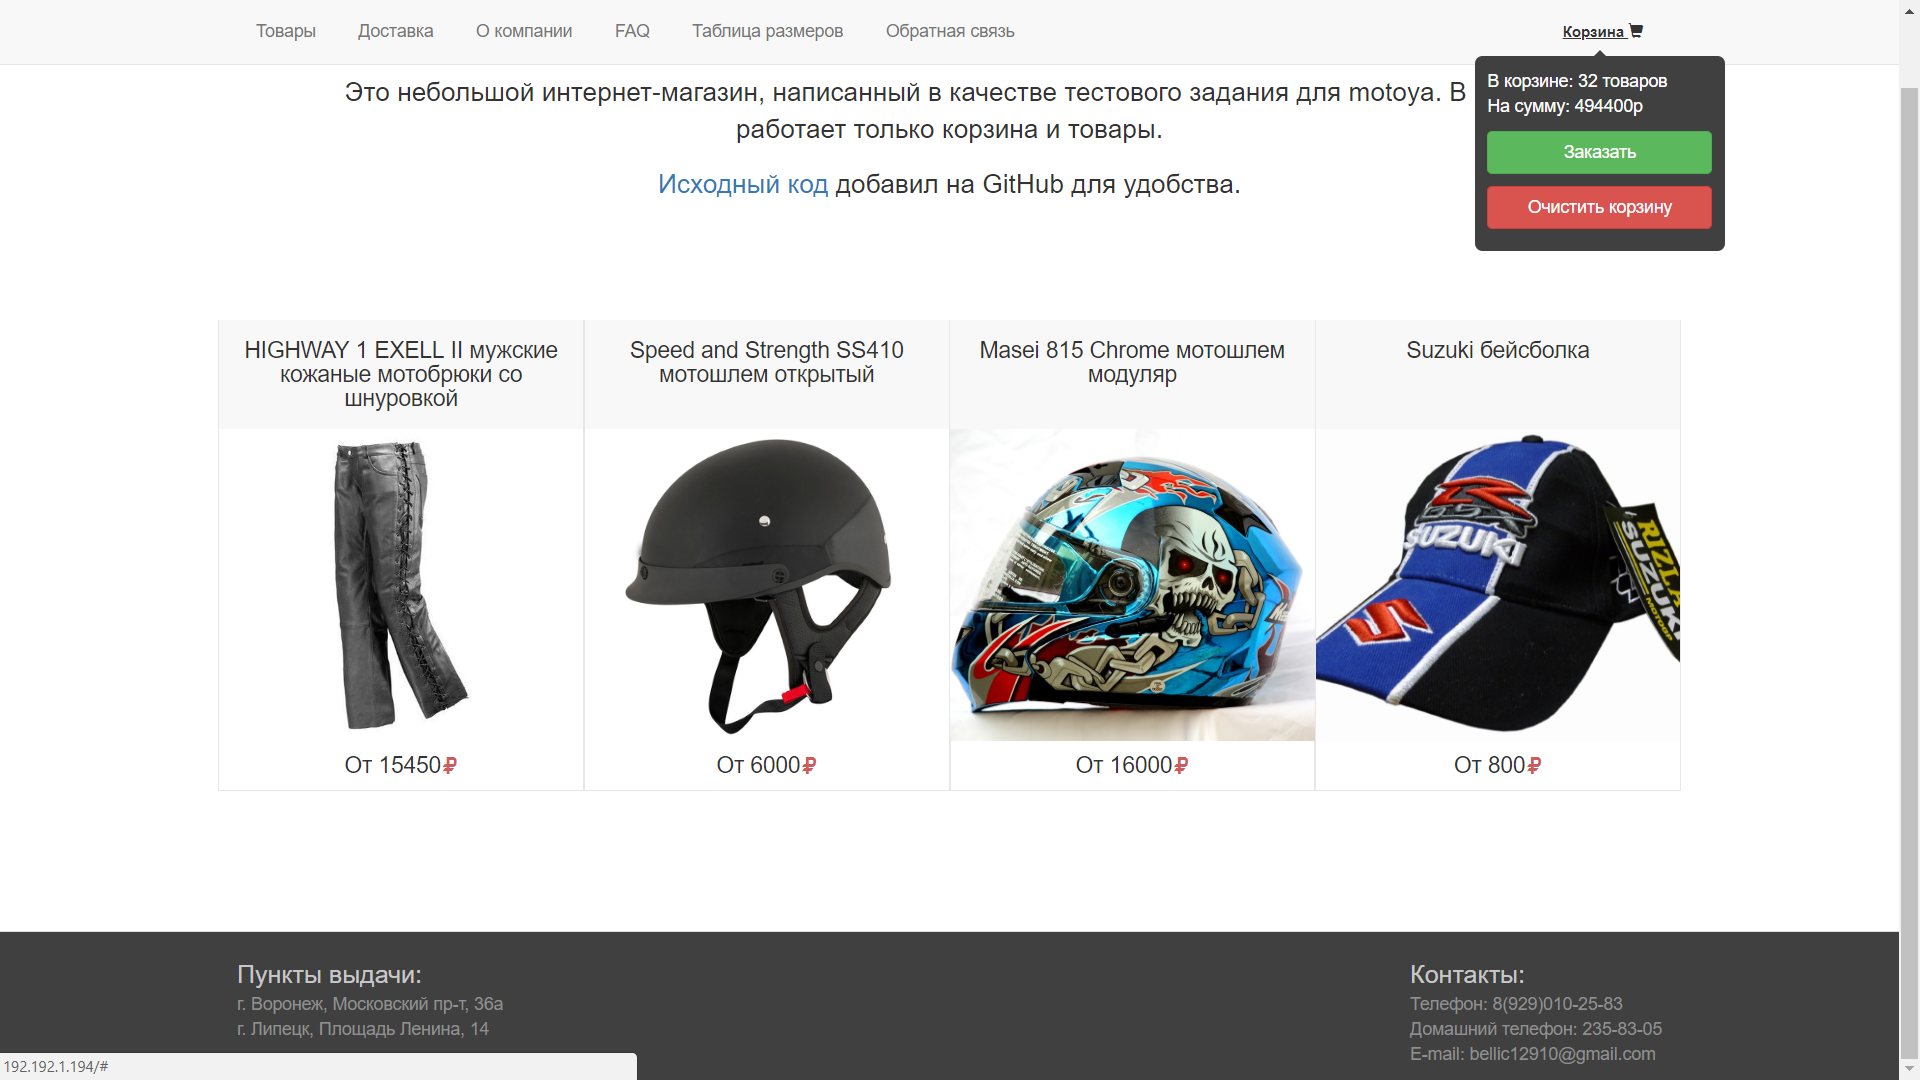 Товары Доставка О компании FAQ Таблица размеров Обратная связь Корзина
В корзине: 32 товаров
На сумму: 494400р
Заказать
Очистить корзину
Это небольшой интернет-магазин, написанный в качестве тестового задания для motoya. В
работает только корзина и товары.
Исходный код добавил на GitHub для удобства.
HIGHWAY 1 EXELL II мужские
кожаные мотобрюки со
шнуровкой
Speed and Strength SS410
мотошлем открытый
Masei 815 Chrome мотошлем
модуляр
Suzuki бейсболка
SUZUKI
RIZLA
SUZUKI
MOTOGP
От 15450₽
От 6000₽
От 16000₽
От 800₽
Пункты выдачи:
г. Воронеж, Московский пр-т, 36а
г. Липецк, Площадь Ленина, 14
Контакты:
Телефон: 8(929)010-25-83
Домашний телефон: 235-83-05
E-mail: bellic12910@gmail.com
192.192.1.194/#